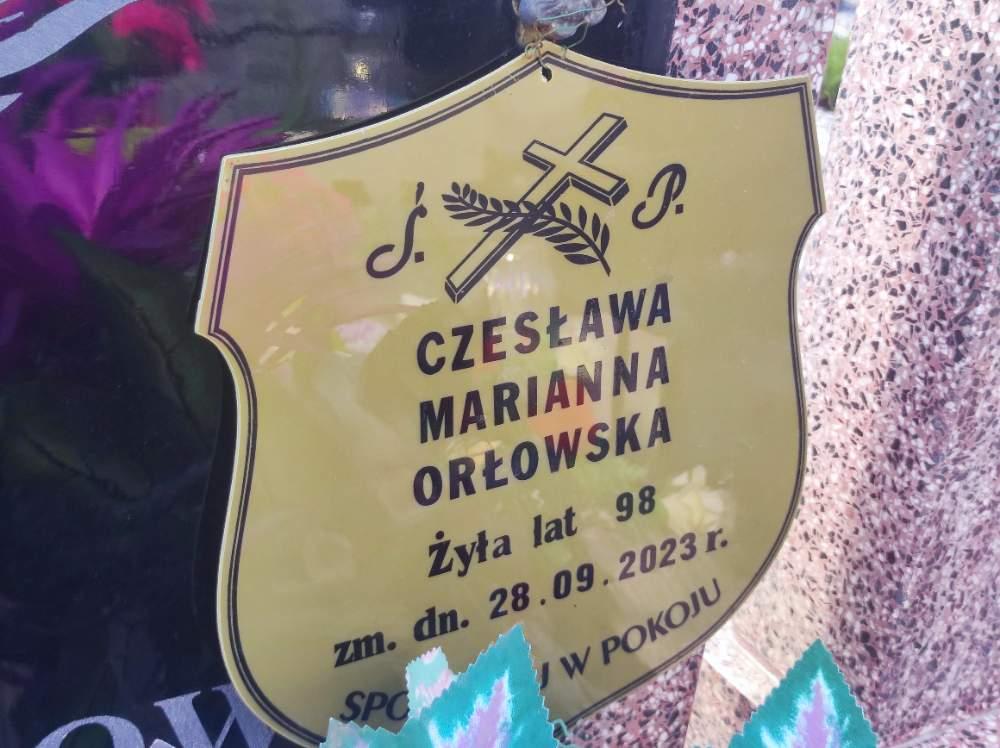 Ś. P.
CZESŁAWA
MARIANNA
ORŁOWSKA
Żyła lat 98
zm. dn. 28.09.2023 r.
W POKOJU